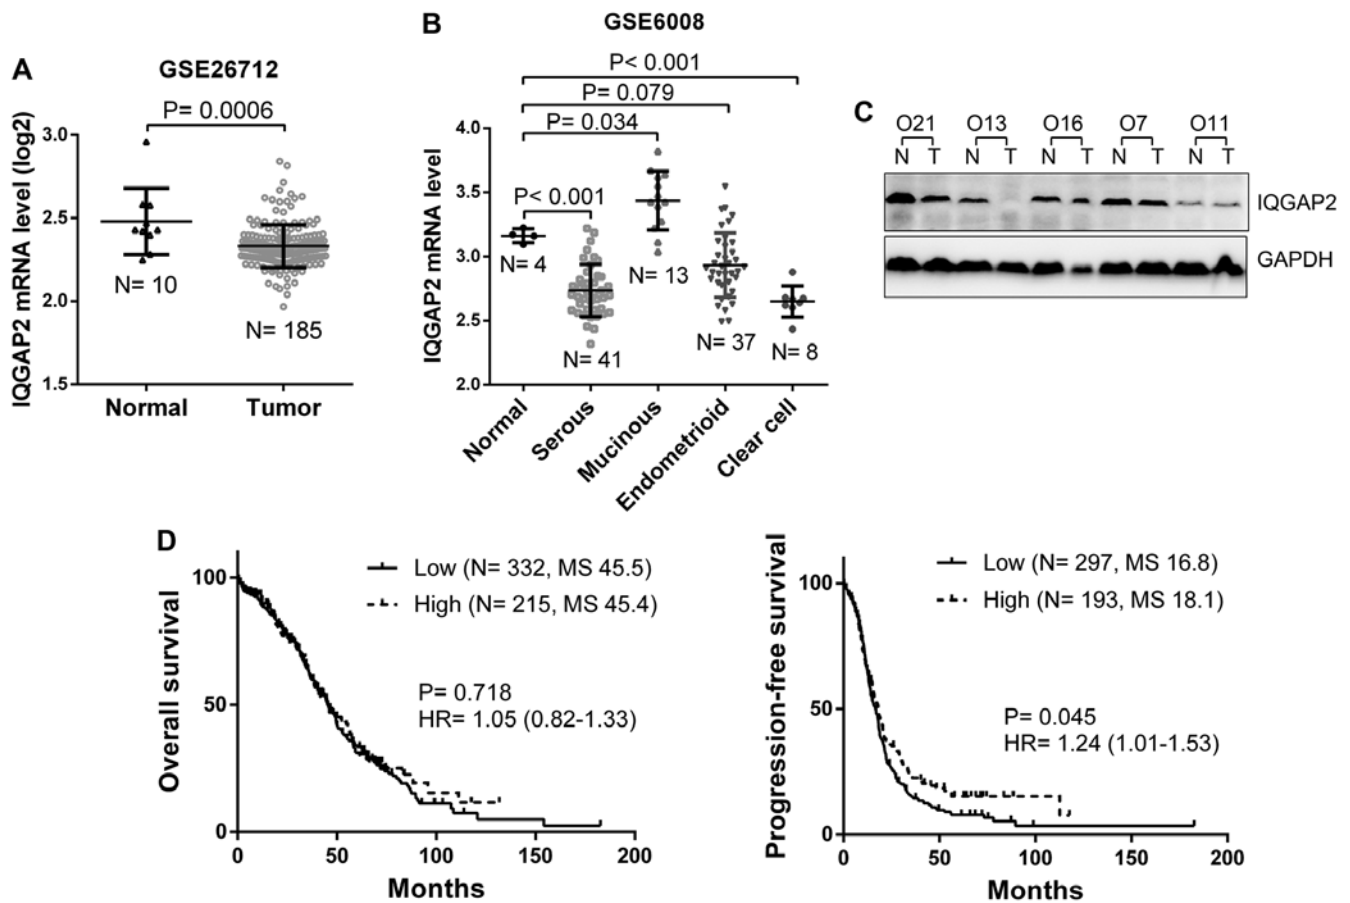 A
GSE26712
P= 0.0006
IQGAP2 mRNA level (log2)
3.0
2.5
2.0
1.5
N= 10
N= 185
Normal
Tumor
B
GSE6008
P< 0.001
P= 0.079
P= 0.034
P< 0.001
IQGAP2 mRNA level
4.0
3.5
3.0
2.5
2.0
N= 4
N= 41
N= 13
N= 37
N= 8
Normal
Serous
Mucinous
Endometrioid
Clear cell
C
O21 O13 O16 O7 O11
N T N T N T N T N T
IQGAP2
GAPDH
D
Overall survival
100
50
0
Low (N= 332, MS 45.5)
High (N= 215, MS 45.4)
P= 0.718
HR= 1.05 (0.82-1.33)
0 50 100 150 200
Months
Progression-free survival
100
50
0
Low (N= 297, MS 16.8)
High (N= 193, MS 18.1)
P= 0.045
HR= 1.24 (1.01-1.53)
0 50 100 150 200
Months